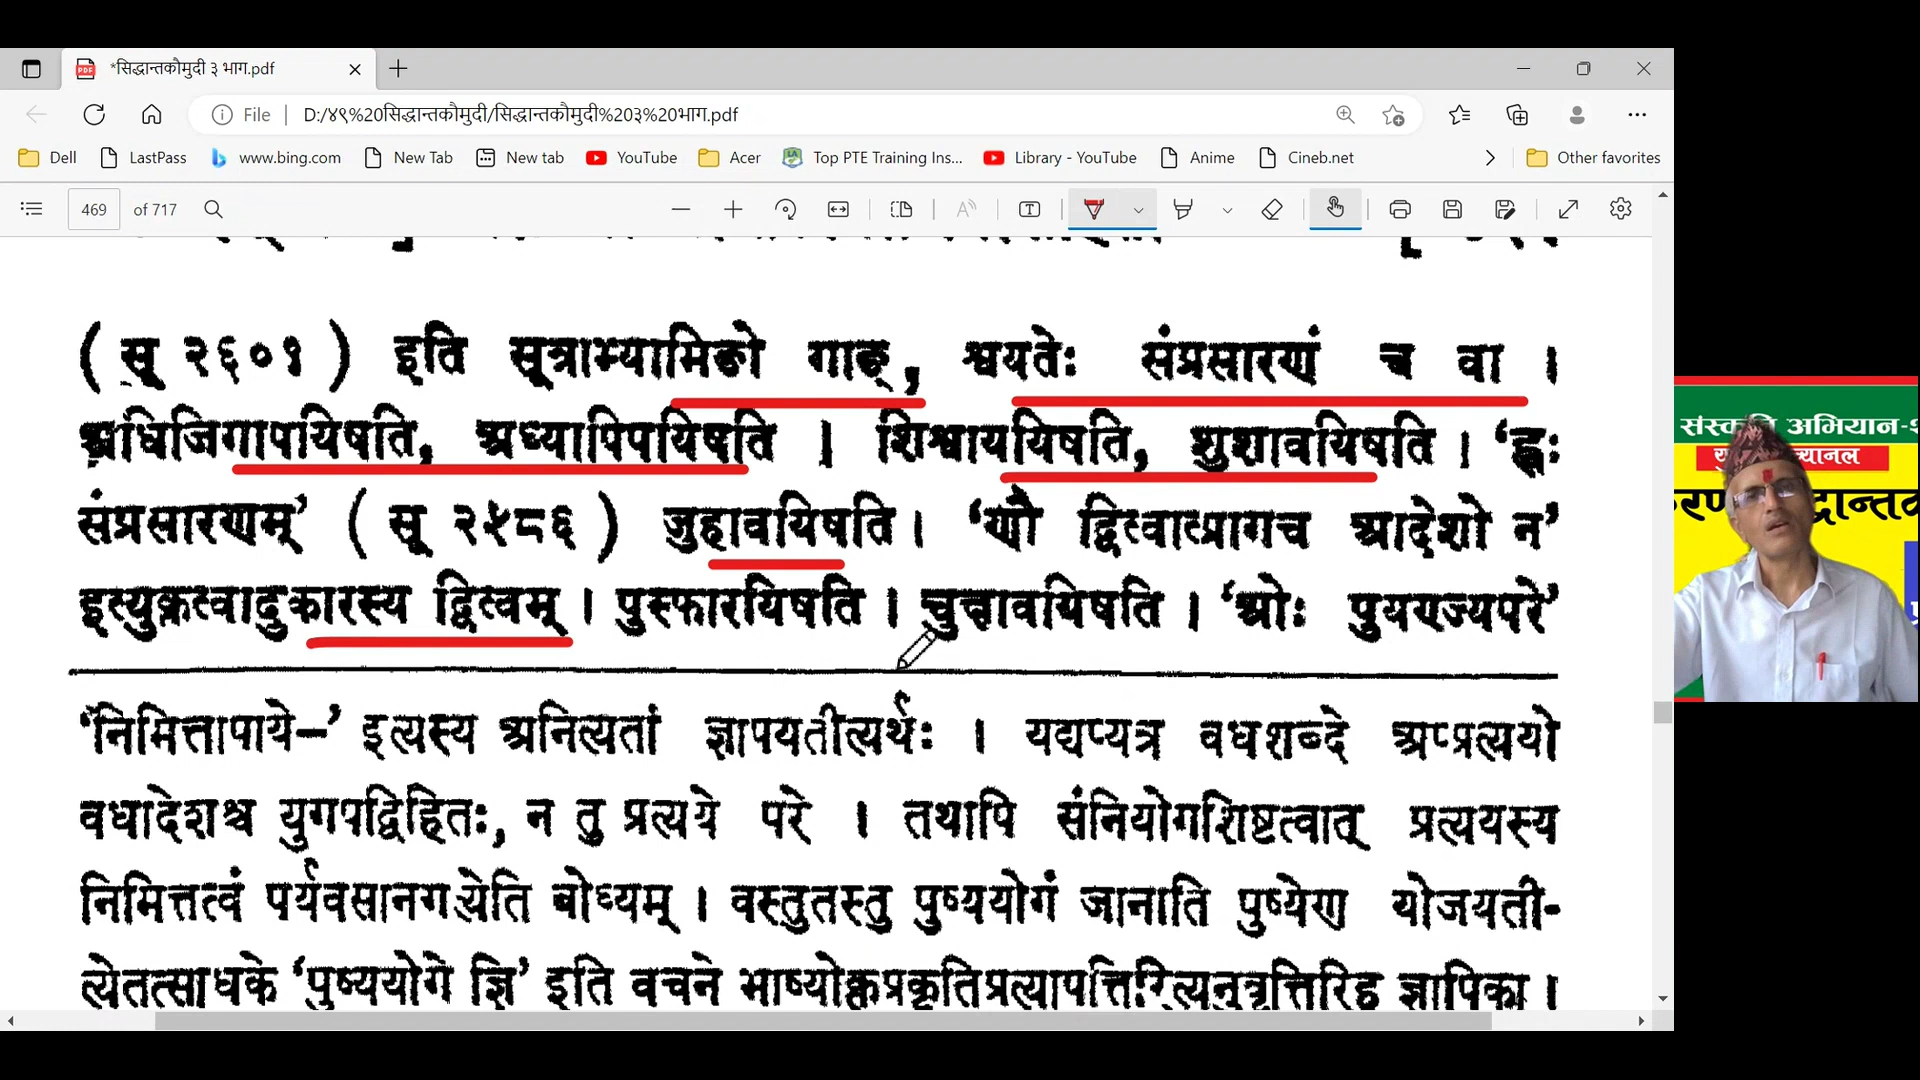 *सिद्धान्तकौमुदी ३ भाग.pdf
File D:/४९%20सिद्धान्तकौमुदी/सिद्धान्तकौमुदी%20३%20भाग.pdf
Dell LastPass www.bing.com New Tab New tab YouTube Acer Top PTE Training Ins... Library - YouTube Anime Cineb.net Other favorites
469 of 717
( सू २६०१ ) इति सूत्राभ्यामिङो गाङ्, श्वयतेः संप्रसारणं च वा ।
अधिजिगापयिषति, अध्यापिपयिषति । शिश्वाययिषति, शुशावयिषति । ‘ह्वः
संप्रसारणम्’ ( सू २५८६ ) जुहावयिषति । ‘णौ द्वित्वात्प्रागच आदेशो न’
इत्युक्तत्वादुकारस्य द्वित्वम् । पुस्फारयिषति । चुक्षावयिषति । ‘ओः पुयण्ज्यपरे’
‘निमित्तापाये—’ इत्यस्य अनित्यतां ज्ञापयतीत्यर्थः । यद्यप्यत्र वधशब्दे अप्प्रत्ययो
वधादेशश्च युगपद्विहितः, न तु प्रत्यये परे । तथापि संनियोगशिष्टत्वात् प्रत्ययस्य
निमित्तत्वं पर्यवसानगत्येति बोध्यम् । वस्तुतस्तु पुष्ययोगं जानाति पुष्येण योजयती-
त्येतत्साधके ‘पुष्ययोगे ज्ञि’ इति वचने भाष्योक्तप्रकृतिप्रत्यापत्तिरित्यनुवृत्तिरिह ज्ञापिका ।
संस्कृति अभियान-